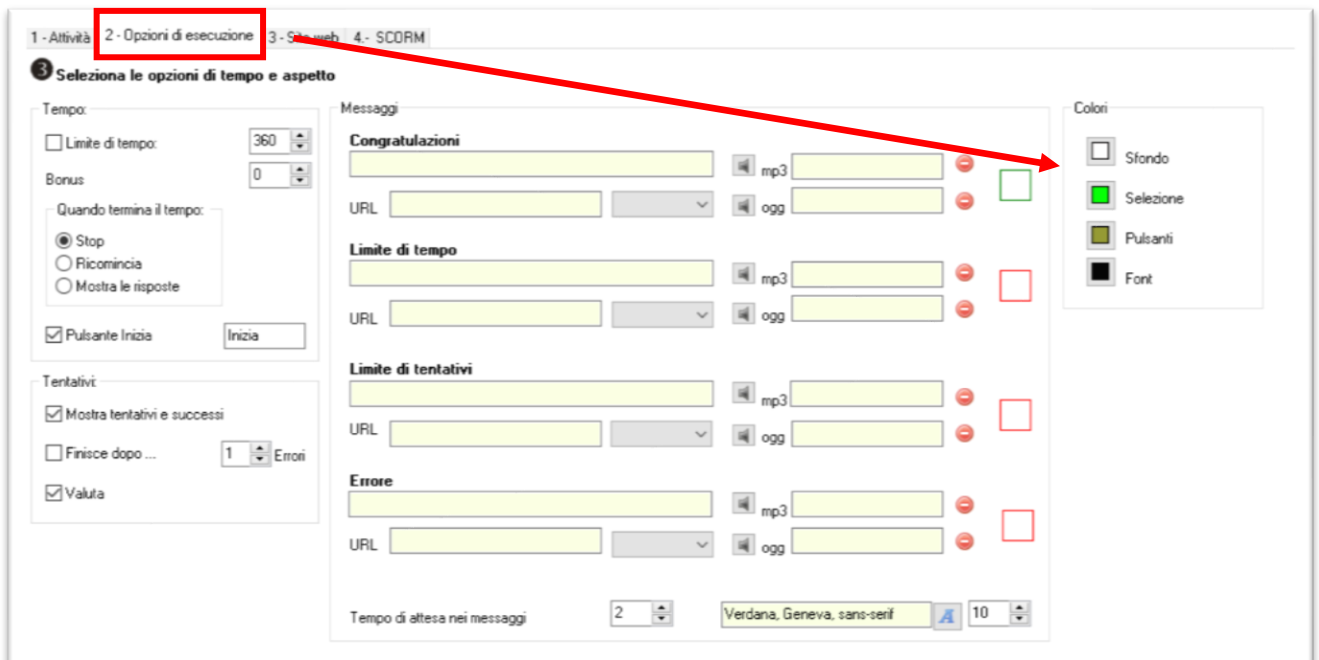 1 - Attività 2 - Opzioni di esecuzione 3 - Sito web 4.- SCORM
3 Seleziona le opzioni di tempo e aspetto
Tempo:
Limite di tempo: 360
Bonus 0
Quando termina il tempo:
Stop
Ricomincia
Mostra le risposte
Pulsante Inizia Inizia
Tentativi:
Mostra tentativi e successi
Finisce dopo ... 1 Errori
Valuta
Messaggi
Congratulazioni
mp3
URL ogg
Limite di tempo
mp3
URL ogg
Limite di tentativi
mp3
URL ogg
Errore
mp3
URL ogg
Tempo di attesa nei messaggi 2 Verdana, Geneva, sans-serif A 10
Colori
Sfondo
Selezione
Pulsanti
Font